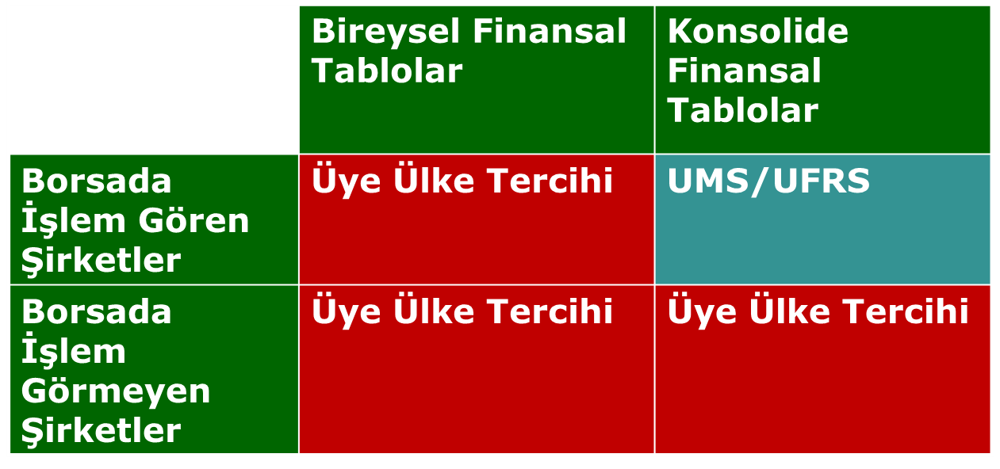 Bireysel Finansal
Tablolar
Konsolide
Finansal
Tablolar
Borsada
İşlem Gören
Şirketler
Üye Ülke Tercihi
UMS/UFRS
Borsada
İşlem
Görmeyen
Şirketler
Üye Ülke Tercihi
Üye Ülke Tercihi